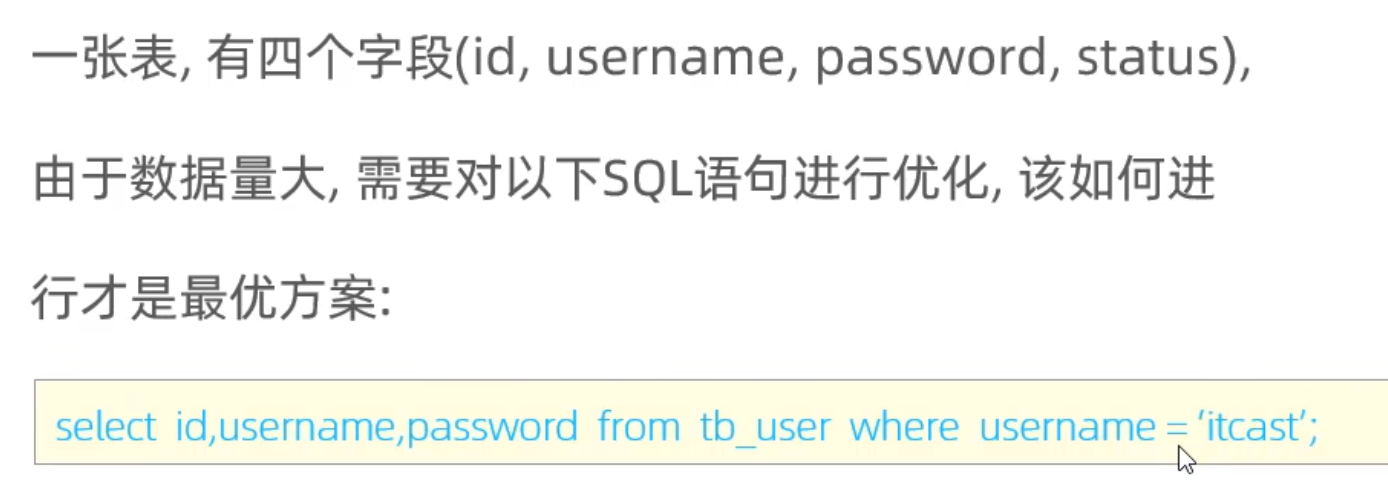 一张表, 有四个字段(id, username, password, status),
由于数据量大, 需要对以下SQL语句进行优化, 该如何进
行才是最优方案:
select id,username,password from tb_user where username = ‘itcast’;